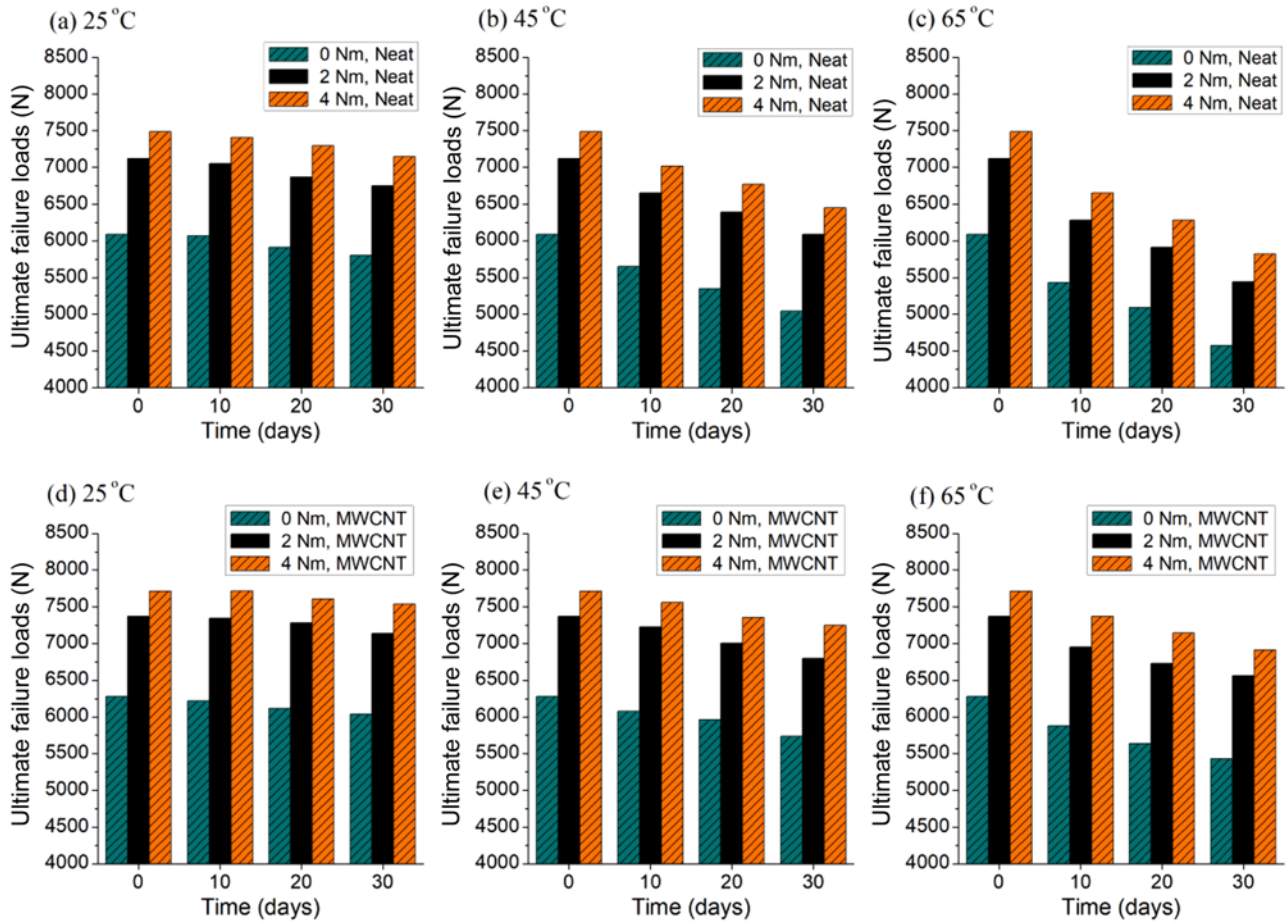 (a) 25 °C
0 Nm, Neat
2 Nm, Neat
4 Nm, Neat
Ultimate failure loads (N)
8500
8000
7500
7000
6500
6000
5500
5000
4500
4000
0 10 20 30
Time (days)
(b) 45 °C
0 Nm, Neat
2 Nm, Neat
4 Nm, Neat
Ultimate failure loads (N)
8500
8000
7500
7000
6500
6000
5500
5000
4500
4000
0 10 20 30
Time (days)
(c) 65 °C
0 Nm, Neat
2 Nm, Neat
4 Nm, Neat
Ultimate failure loads (N)
8500
8000
7500
7000
6500
6000
5500
5000
4500
4000
0 10 20 30
Time (days)
(d) 25 °C
0 Nm, MWCNT
2 Nm, MWCNT
4 Nm, MWCNT
Ultimate failure loads (N)
8500
8000
7500
7000
6500
6000
5500
5000
4500
4000
0 10 20 30
Time (days)
(e) 45 °C
0 Nm, MWCNT
2 Nm, MWCNT
4 Nm, MWCNT
Ultimate failure loads (N)
8500
8000
7500
7000
6500
6000
5500
5000
4500
4000
0 10 20 30
Time (days)
(f) 65 °C
0 Nm, MWCNT
2 Nm, MWCNT
4 Nm, MWCNT
Ultimate failure loads (N)
8500
8000
7500
7000
6500
6000
5500
5000
4500
4000
0 10 20 30
Time (days)